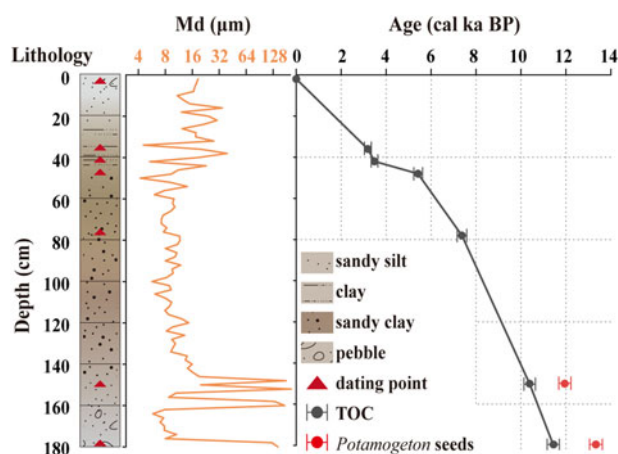 Md (μm)
Age (cal ka BP)
Lithology
4 8 16 32 64 128
0 2 4 6 8 10 12 14
Depth (cm)
0
20
40
60
80
100
120
140
160
180
sandy silt
clay
sandy clay
pebble
dating point
TOC
Potamogeton seeds